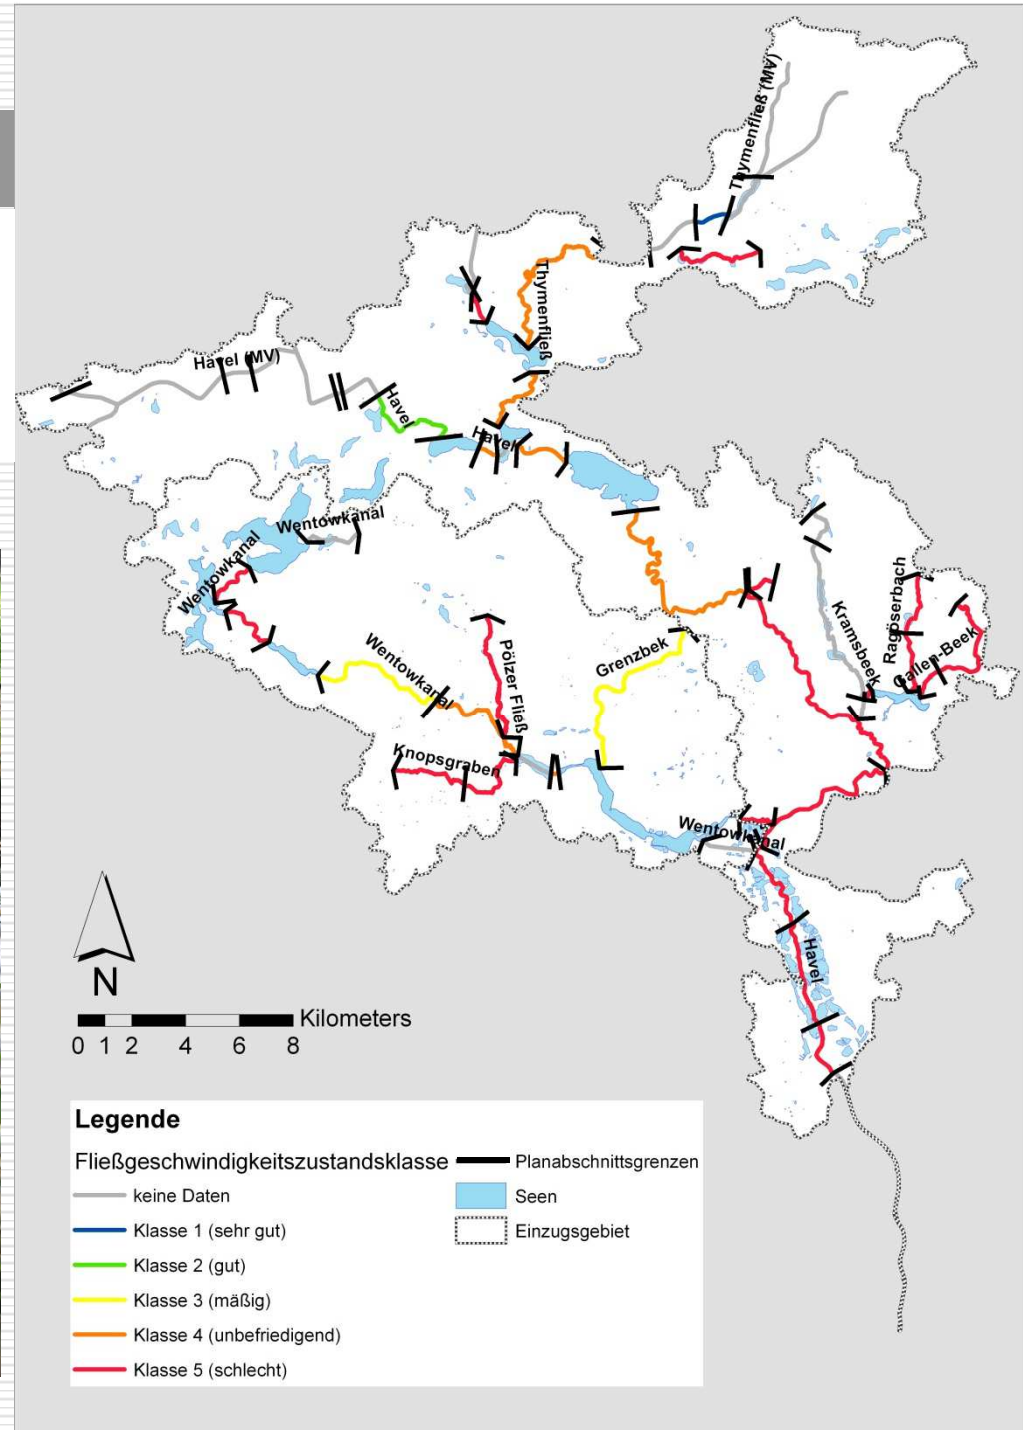 Thymenfließ (MV)
Thymenfließ
Havel (MV)
Havel
Havel
Wentowkanal
Wentowkanal
Wentowkanal
Pölzer Fließ
Grenzbek
Kramsbeek
Ragöserbach
Gallen-Beek
Knopsgraben
Wentowkanal
Havel
N
Kilometers
0 1 2 4 6 8
Legende
Fließgeschwindigkeitszustandsklasse
keine Daten
Klasse 1 (sehr gut)
Klasse 2 (gut)
Klasse 3 (mäßig)
Klasse 4 (unbefriedigend)
Klasse 5 (schlecht)
Planabschnittsgrenzen
Seen
Einzugsgebiet